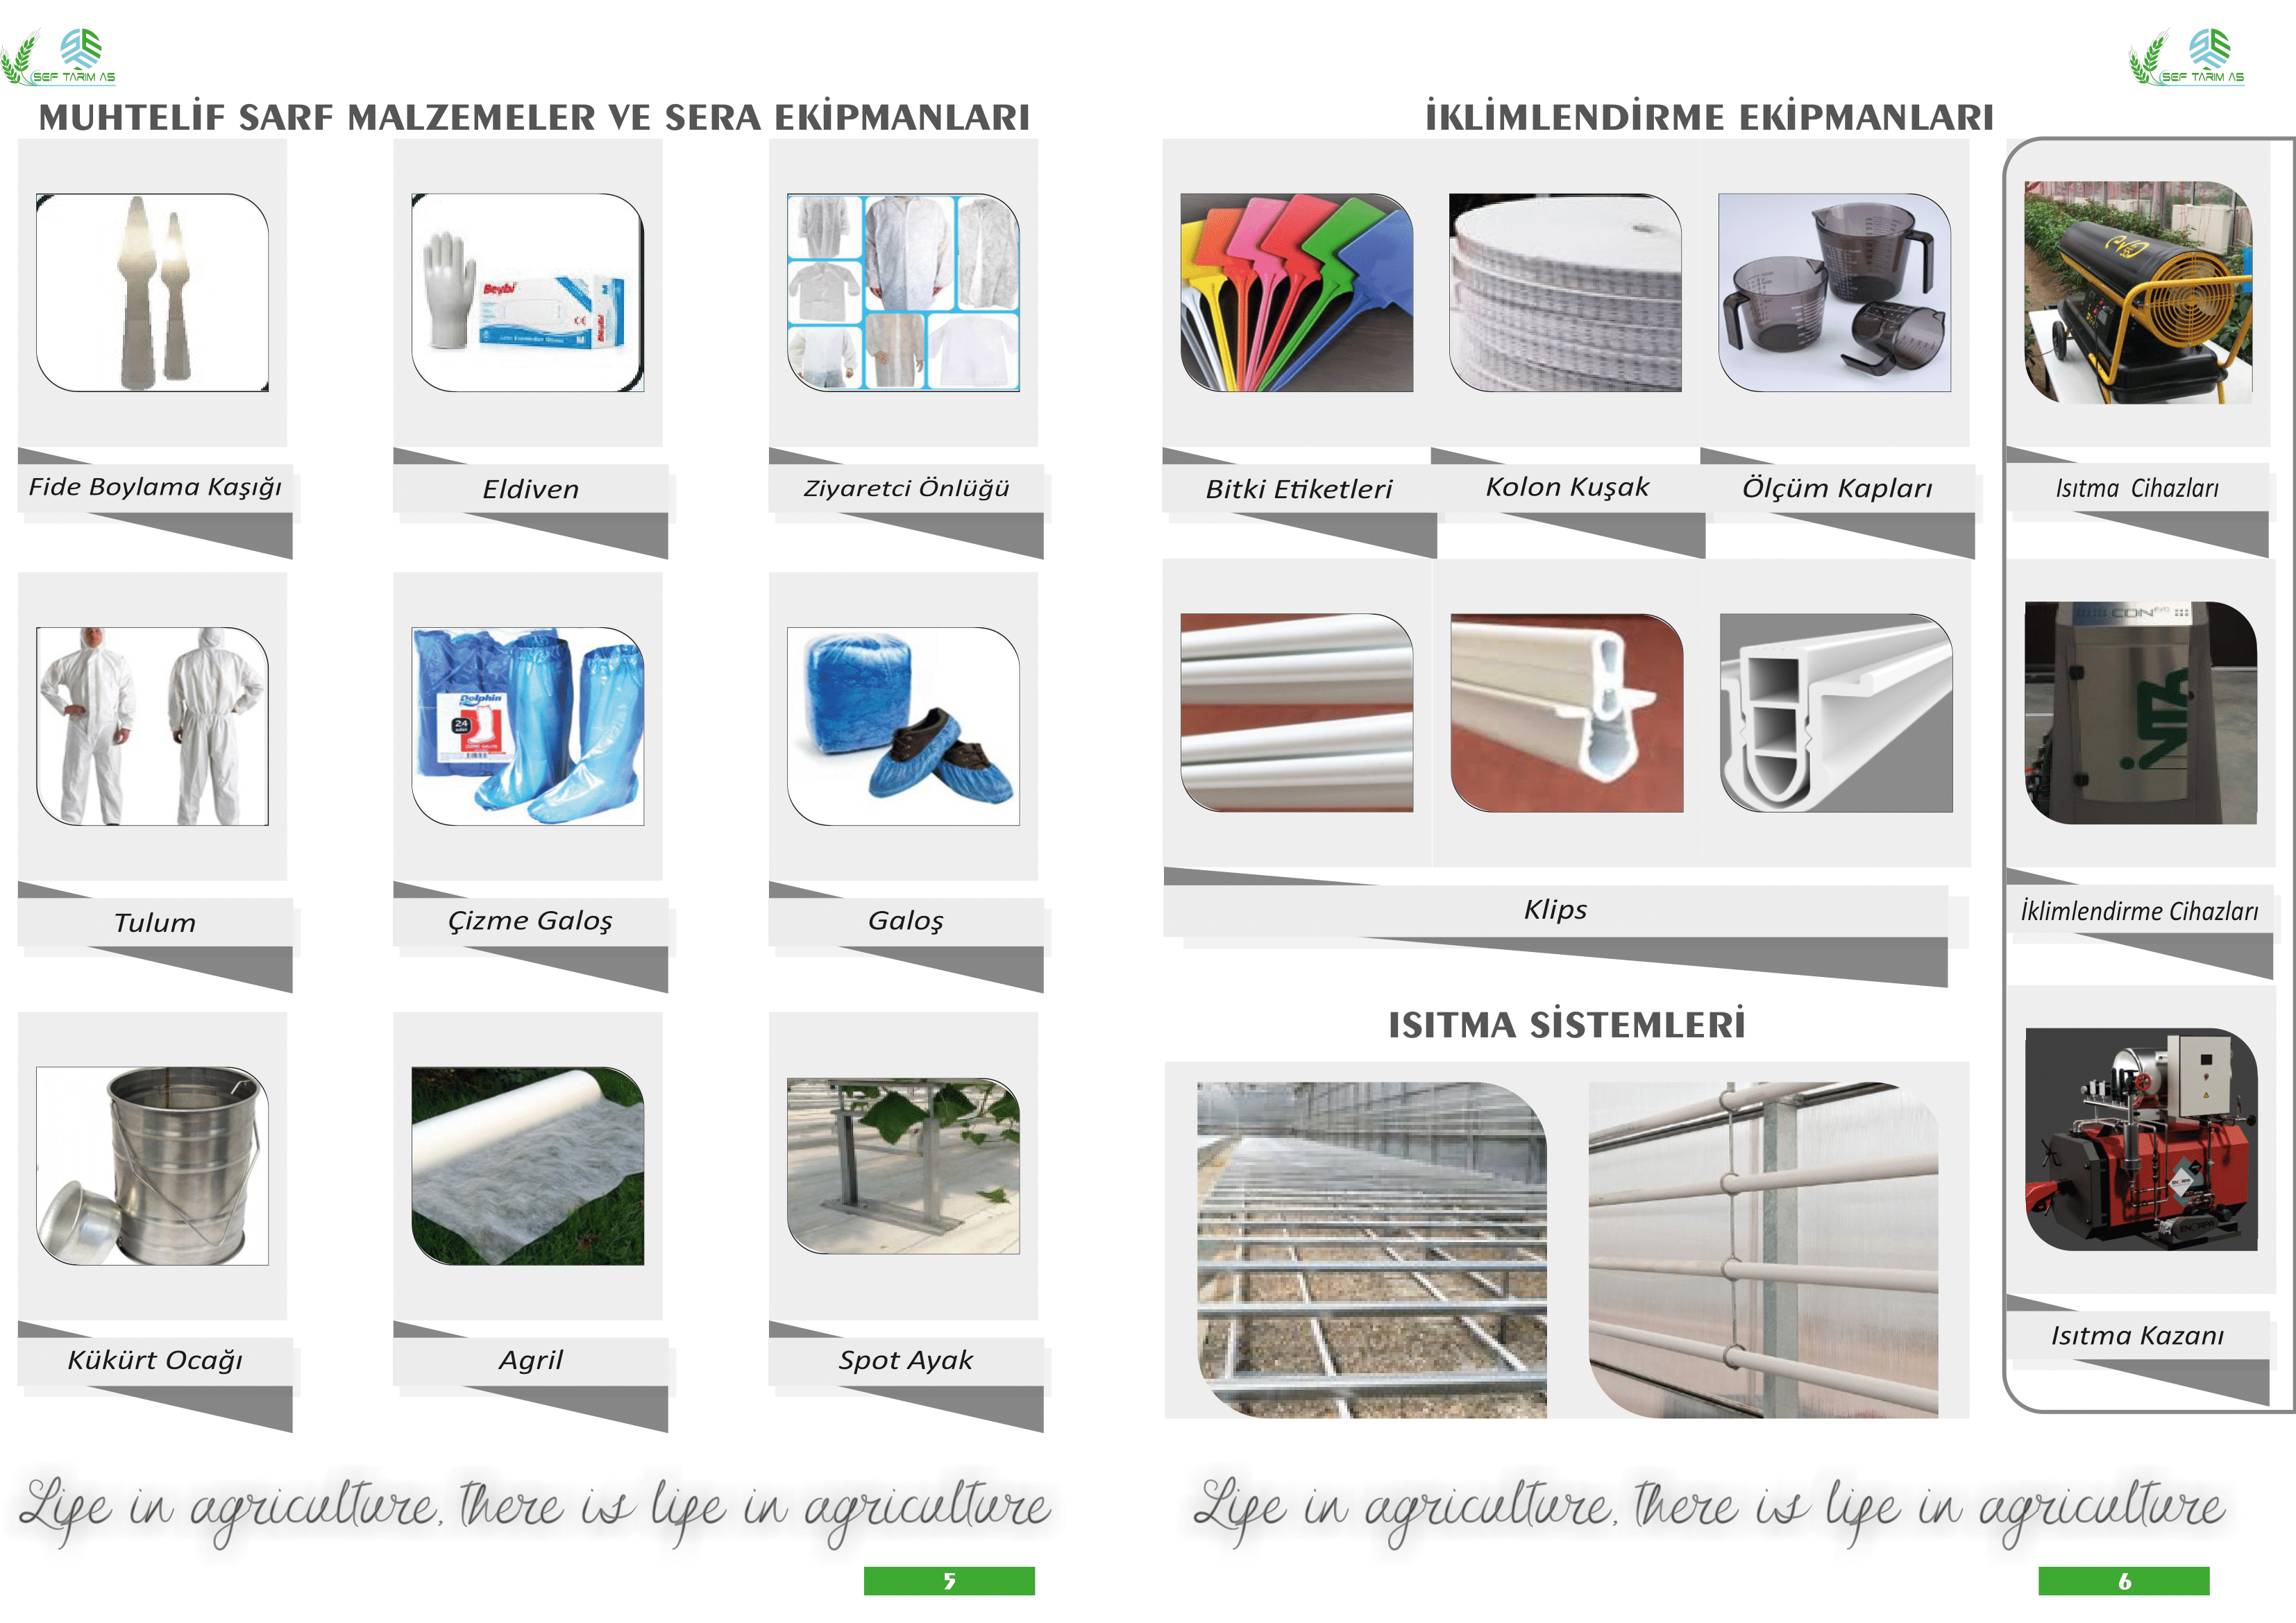 SEF TARIM AS
MUHTELİF SARF MALZEMELER VE SERA EKİPMANLARI
Beybi
Fide Boylama Kaşığı
Eldiven
Ziyaretci Önlüğü
Dolphin
24
Tulum
Çizme Galoş
Galoş
Kükürt Ocağı
Agril
Spot Ayak
Life in agriculture, there is life in agriculture
5
SEF TARIM AS
İKLİMLENDİRME EKİPMANLARI
Bitki Etiketleri
Kolon Kuşak
Ölçüm Kapları
Isıtma Cihazları
Klips
İklimlendirme Cihazları
ISITMA SİSTEMLERİ
Isıtma Kazanı
Life in agriculture, there is life in agriculture
6